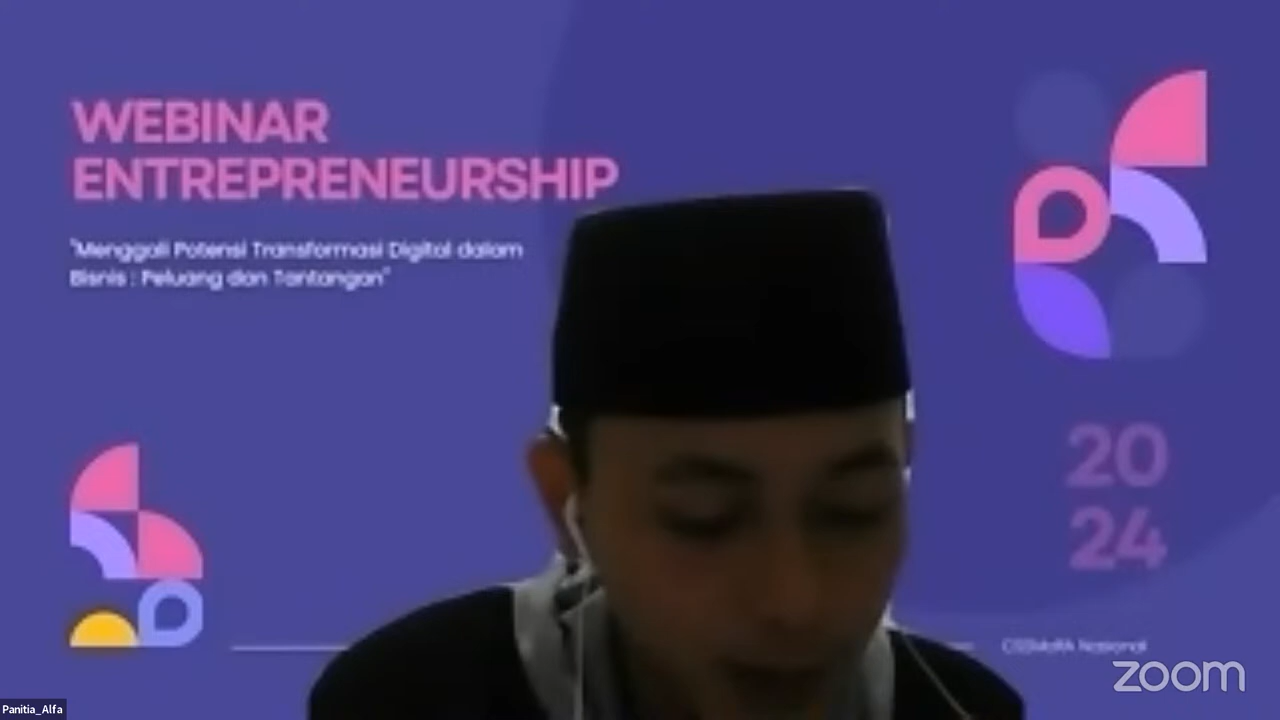 WEBINAR
ENTREPRENEURSHIP
"Menggali Potensi Transformasi Digital dalam
Bisnis : Peluang dan Tantangan"
20
24
CSSMoRA Nasional
zoom
Panitia_Alfa